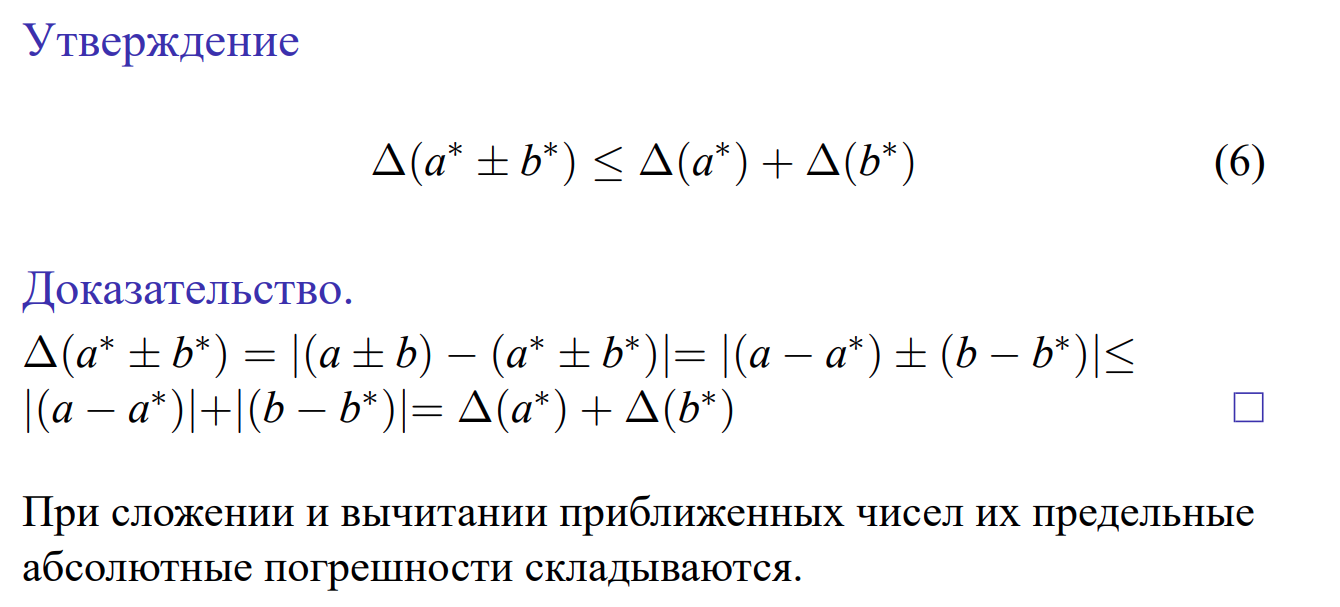 Утверждение
Δ(a* ± b*) ≤ Δ(a*) + Δ(b*) (6)
Доказательство.
Δ(a* ± b*) = |(a ± b) − (a* ± b*)|= |(a − a*) ± (b − b*)|≤
|(a − a*)|+|(b − b*)|= Δ(a*) + Δ(b*) □
При сложении и вычитании приближенных чисел их предельные
абсолютные погрешности складываются.